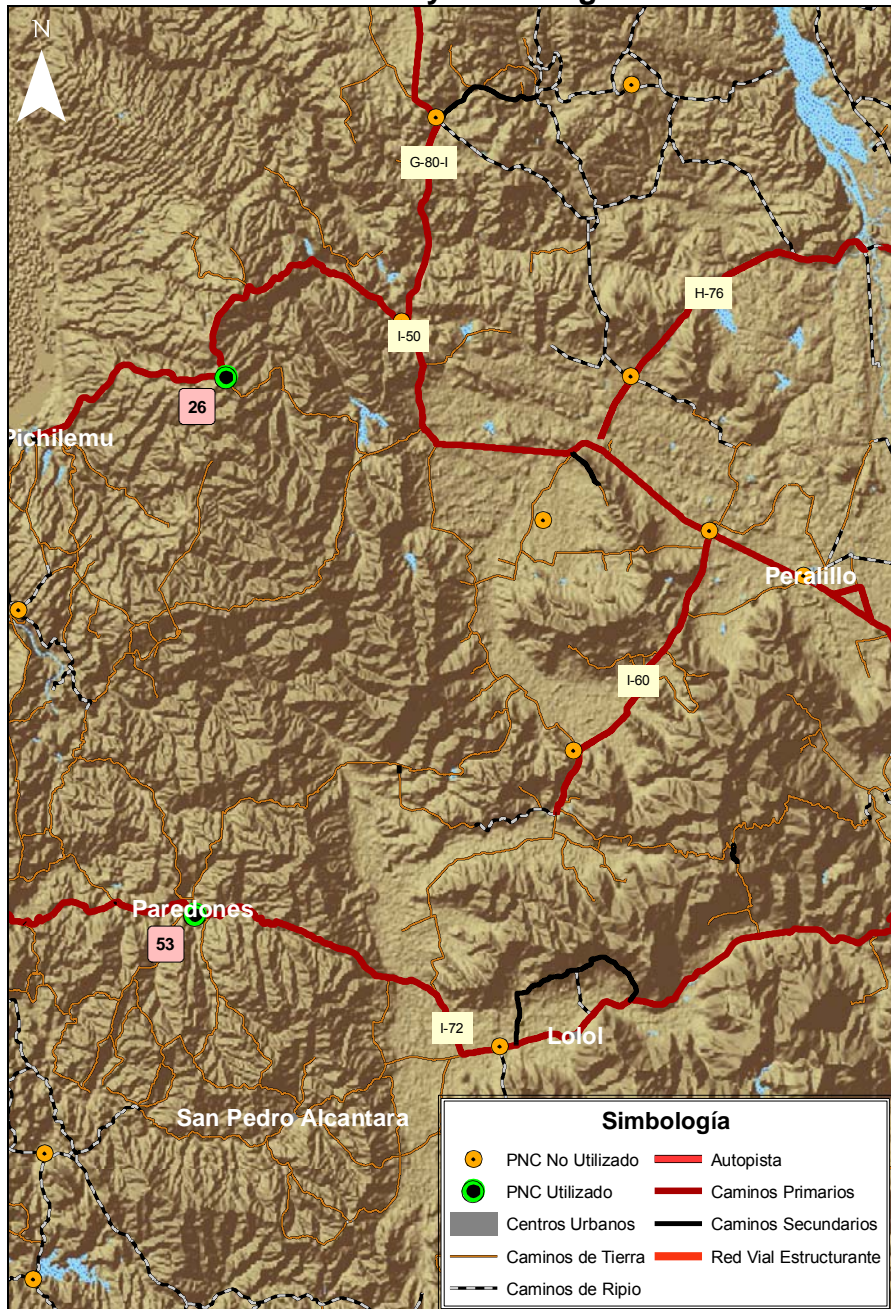 N
G-80-I
H-76
I-50
26
Pichilemu
Peralillo
I-60
Paredones
53
I-72
Lolol
San Pedro Alcantara
Simbología
PNC No Utilizado
Autopista
PNC Utilizado
Caminos Primarios
Centros Urbanos
Caminos Secundarios
Caminos de Tierra
Red Vial Estructurante
Caminos de Ripio